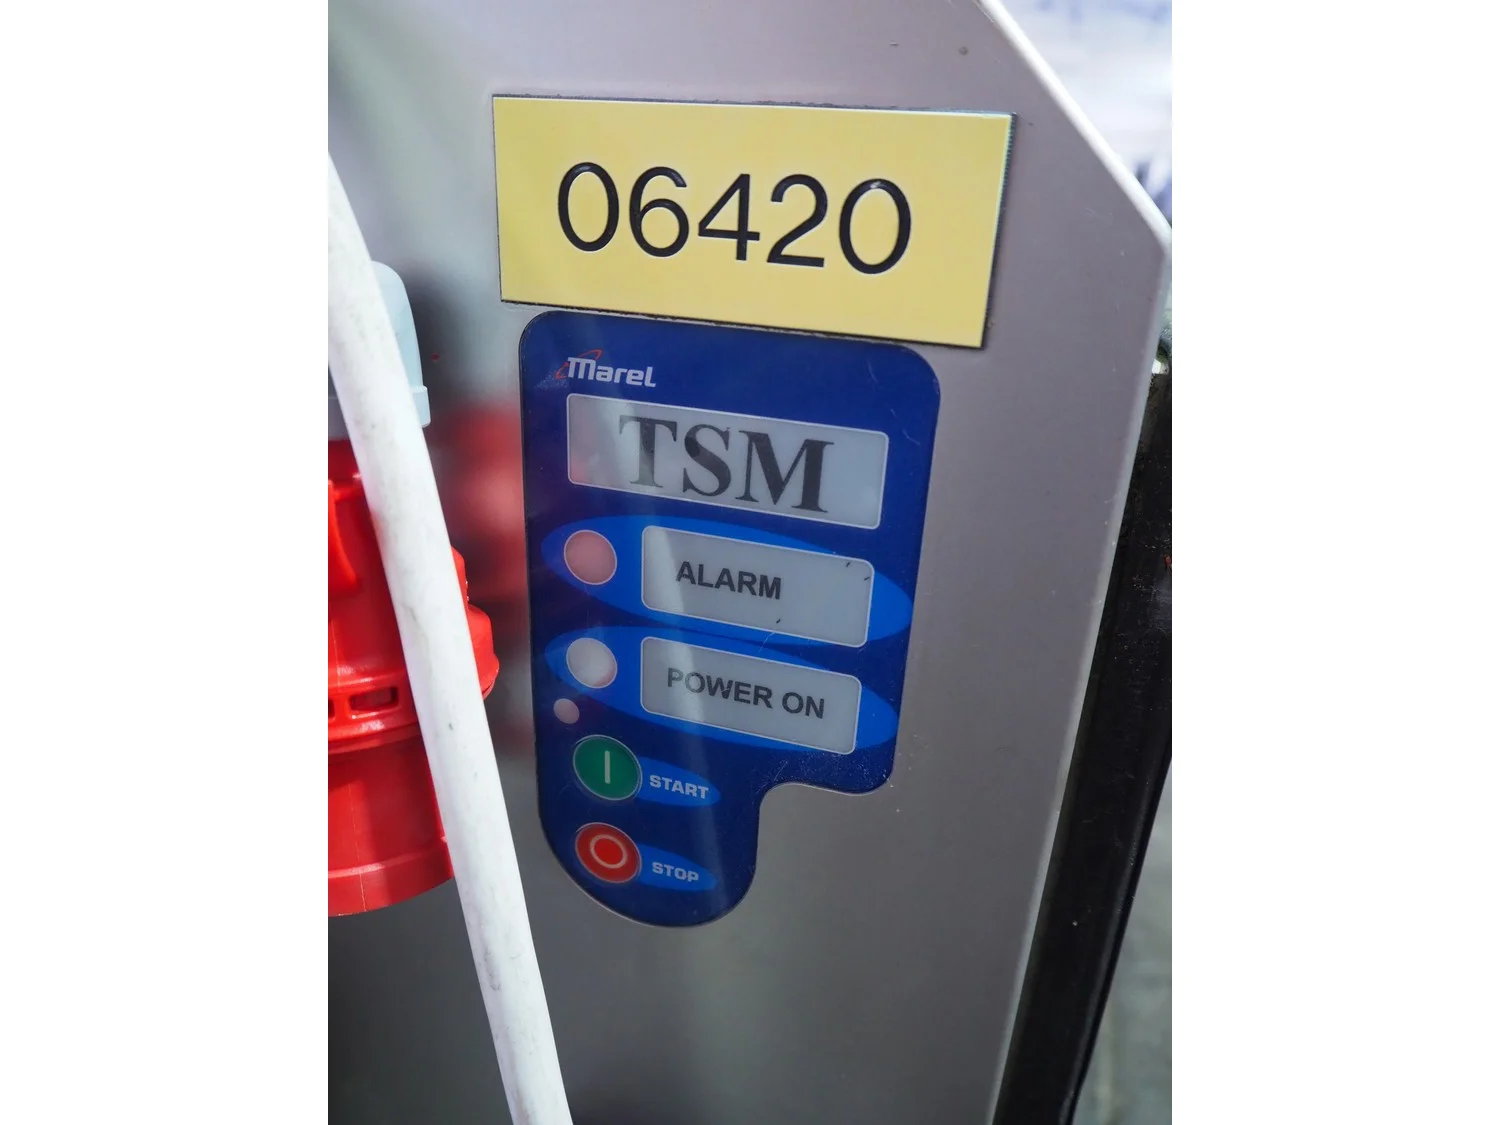 06420
Marel
TSM
ALARM
POWER ON
START
STOP